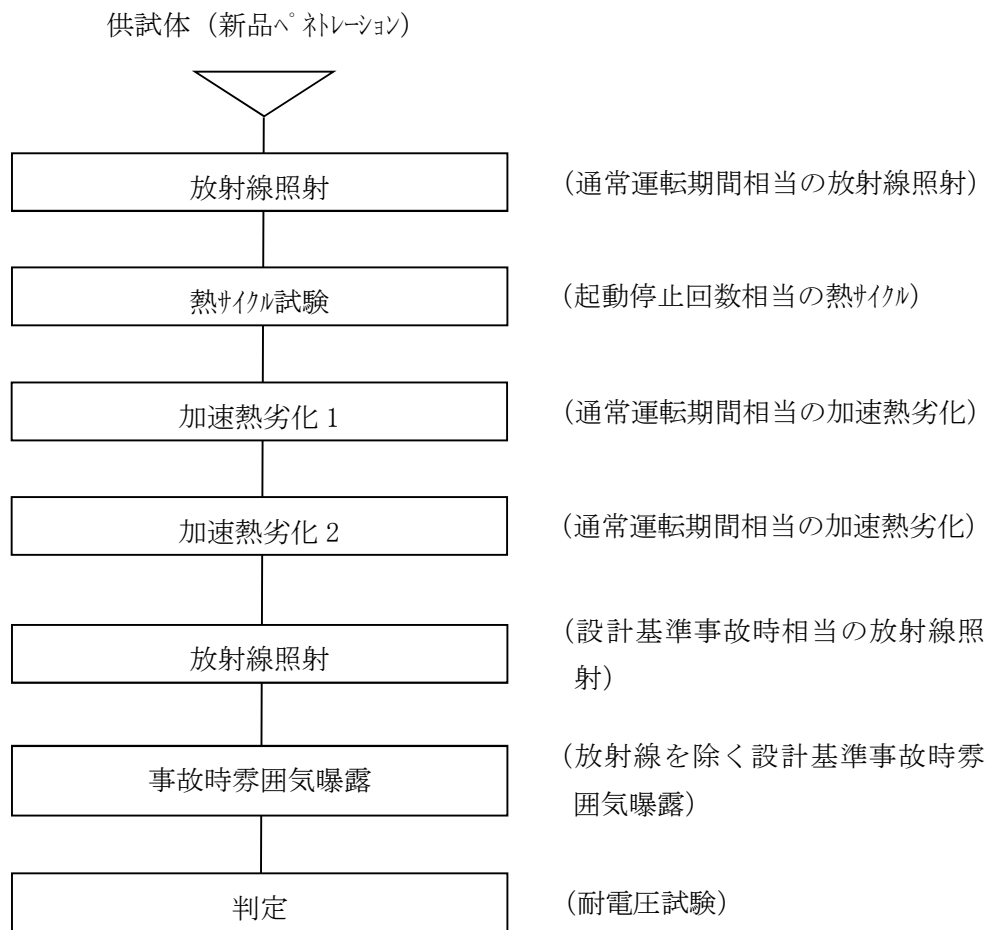 供試体（新品ﾍﾟﾈﾄﾚｰｼｮﾝ）
放射線照射
（通常運転期間相当の放射線照射）
熱ｻｲｸﾙ試験
（起動停止回数相当の熱ｻｲｸﾙ）
加速熱劣化 1
（通常運転期間相当の加速熱劣化）
加速熱劣化 2
（通常運転期間相当の加速熱劣化）
放射線照射
（設計基準事故時相当の放射線照
射）
事故時雰囲気曝露
（放射線を除く設計基準事故時雰
囲気曝露）
判定
（耐電圧試験）